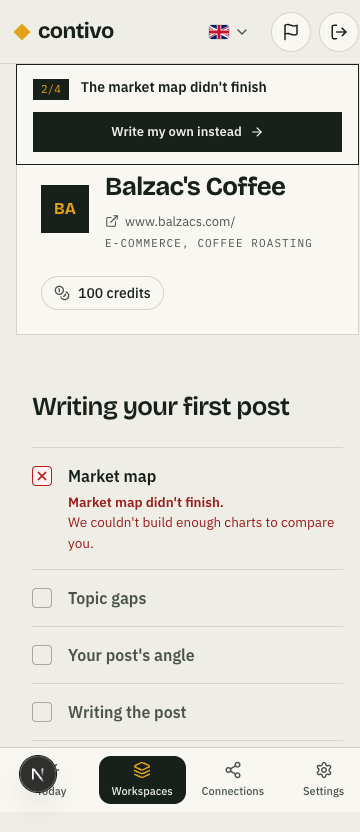 contivo
2/4 The market map didn't finish
Write my own instead
BA
Balzac's Coffee
www.balzacs.com/
E-COMMERCE, COFFEE ROASTING
100 credits
Writing your first post
Market map
Market map didn't finish.
We couldn't build enough charts to compare
you.
Topic gaps
Your post's angle
Writing the post
N
Workspaces
Connections
Settings